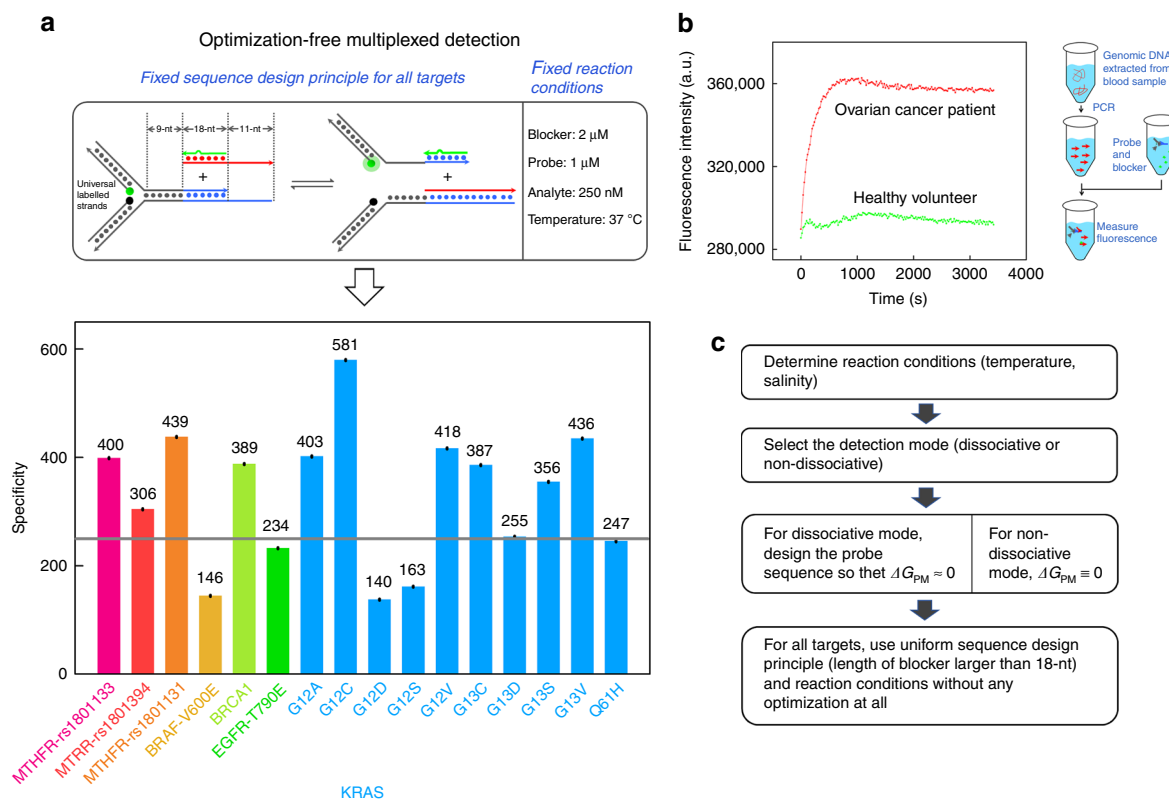 a
Optimization-free multiplexed detection
Fixed sequence design principle for all targets
Fixed reaction
conditions
9-nt
18-nt
11-nt
Universal
labelled
strands
+
+
Blocker: 2 μM
Probe: 1 μM
Analyte: 250 nM
Temperature: 37 °C
Specificity
600
400
200
0
400
306
439
146
389
234
403
581
140
163
418
387
255
356
436
247
MTHFR-rs1801133
MTRR-rs1801394
MTHFR-rs1801131
BRAF-V600E
BRCA1
EGFR-T790E
G12A
G12C
G12D
G12S
G12V
G13C
G13D
G13S
G13V
Q61H
KRAS
b
Fluorescence intensity (a.u.)
360,000
320,000
280,000
Ovarian cancer patient
Healthy volunteer
0
1000
2000
3000
4000
Time (s)
Genomic DNA
extracted from
blood sample
PCR
Probe
and
blocker
Measure
fluorescence
c
Determine reaction conditions (temperature,
salinity)
Select the detection mode (dissociative or
non-dissociative)
For dissociative mode,
design the probe
sequence so thet ΔG_PM ≈ 0
For non-
dissociative
mode, ΔG_PM ≡ 0
For all targets, use uniform sequence design
principle (length of blocker larger than 18-nt)
and reaction conditions without any
optimization at all